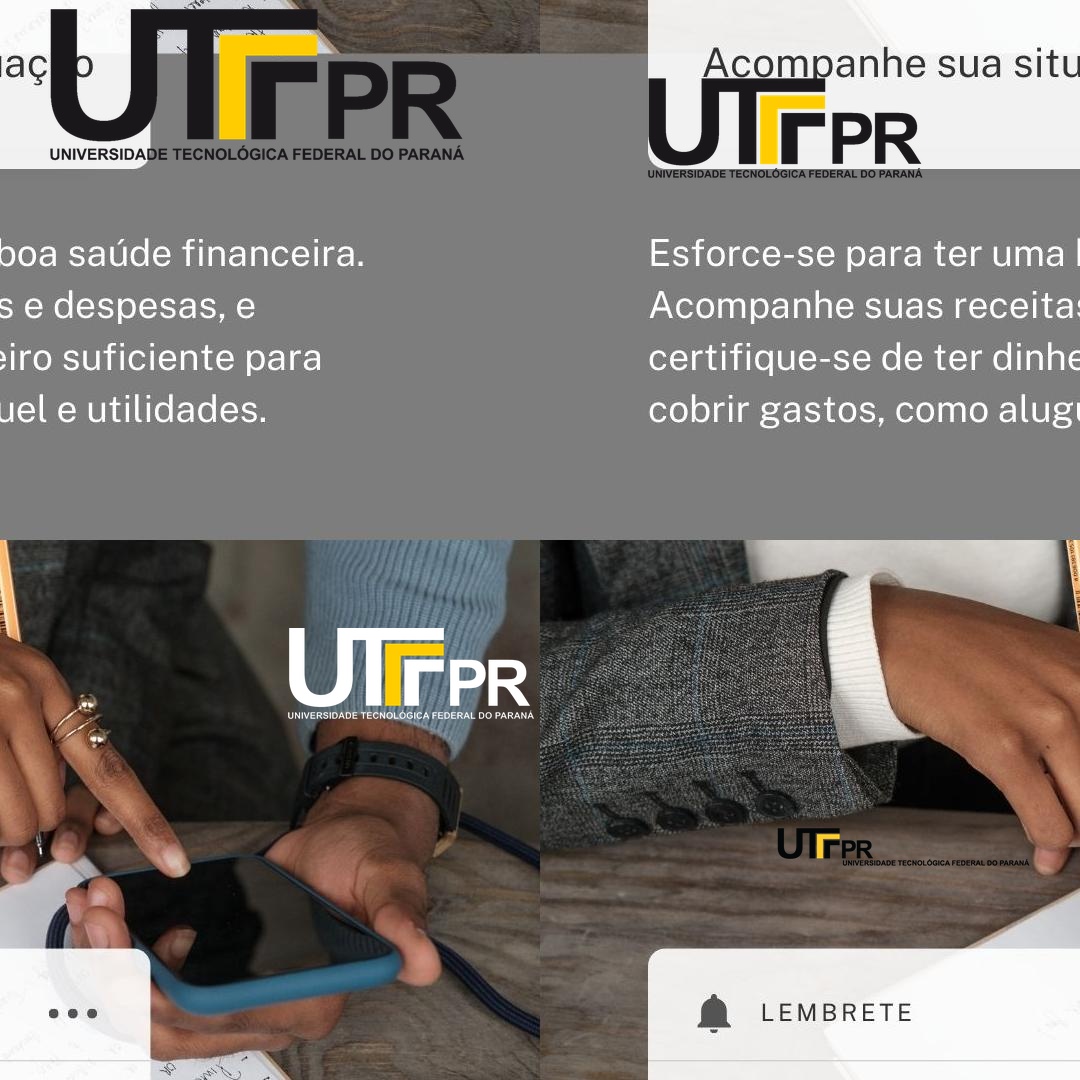 uaç o
UTFPR
UNIVERSIDADE TECNOLÓGICA FEDERAL DO PARANÁ
Acompanhe sua situ
UTFPR
UNIVERSIDADE TECNOLÓGICA FEDERAL DO PARANÁ
boa saúde financeira.
s e despesas, e
eiro suficiente para
uel e utilidades.
Esforce-se para ter uma
Acompanhe suas receitas
certifique-se de ter dinhe
cobrir gastos, como alugu
UTFPR
UNIVERSIDADE TECNOLÓGICA FEDERAL DO PARANÁ
UTFPR
UNIVERSIDADE TECNOLÓGICA FEDERAL DO PARANÁ
LEMBRETE